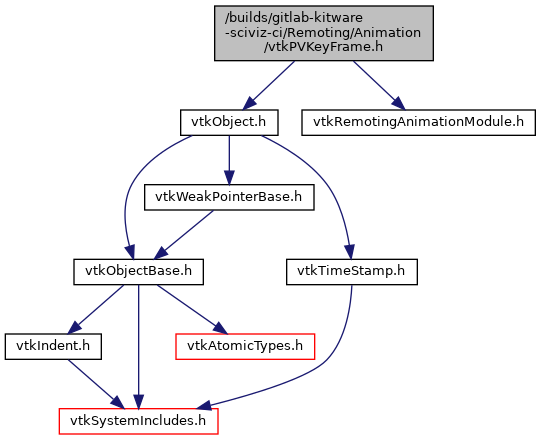 /builds/gitlab-kitware
-sciviz-ci/Remoting/Animation
/vtkPVKeyFrame.h
vtkObject.h
vtkRemotingAnimationModule.h
vtkWeakPointerBase.h
vtkObjectBase.h
vtkTimeStamp.h
vtkIndent.h
vtkAtomicTypes.h
vtkSystemIncludes.h